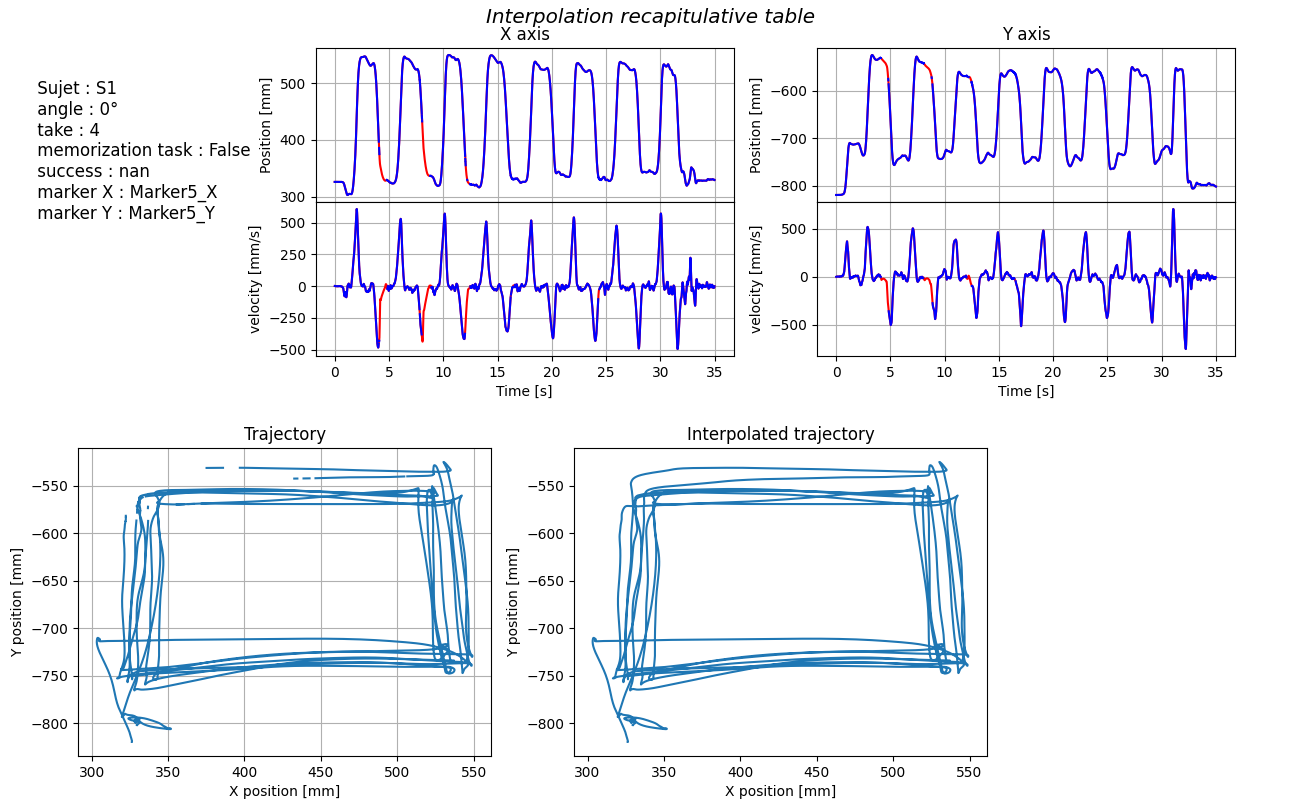 Interpolation recapitulative table
X axis
Y axis
Sujet : S1
angle : 0°
take : 4
memorization task : False
success : nan
marker X : Marker5_X
marker Y : Marker5_Y
Position [mm]
500
400
300
velocity [mm/s]
500
250
0
−250
−500
0 5 10 15 20 25 30 35
Time [s]
Position [mm]
−600
−700
−800
velocity [mm/s]
500
0
−500
0 5 10 15 20 25 30 35
Time [s]
Trajectory
Y position [mm]
−550
−600
−650
−700
−750
−800
300 350 400 450 500 550
X position [mm]
Interpolated trajectory
Y position [mm]
−550
−600
−650
−700
−750
−800
300 350 400 450 500 550
X position [mm]